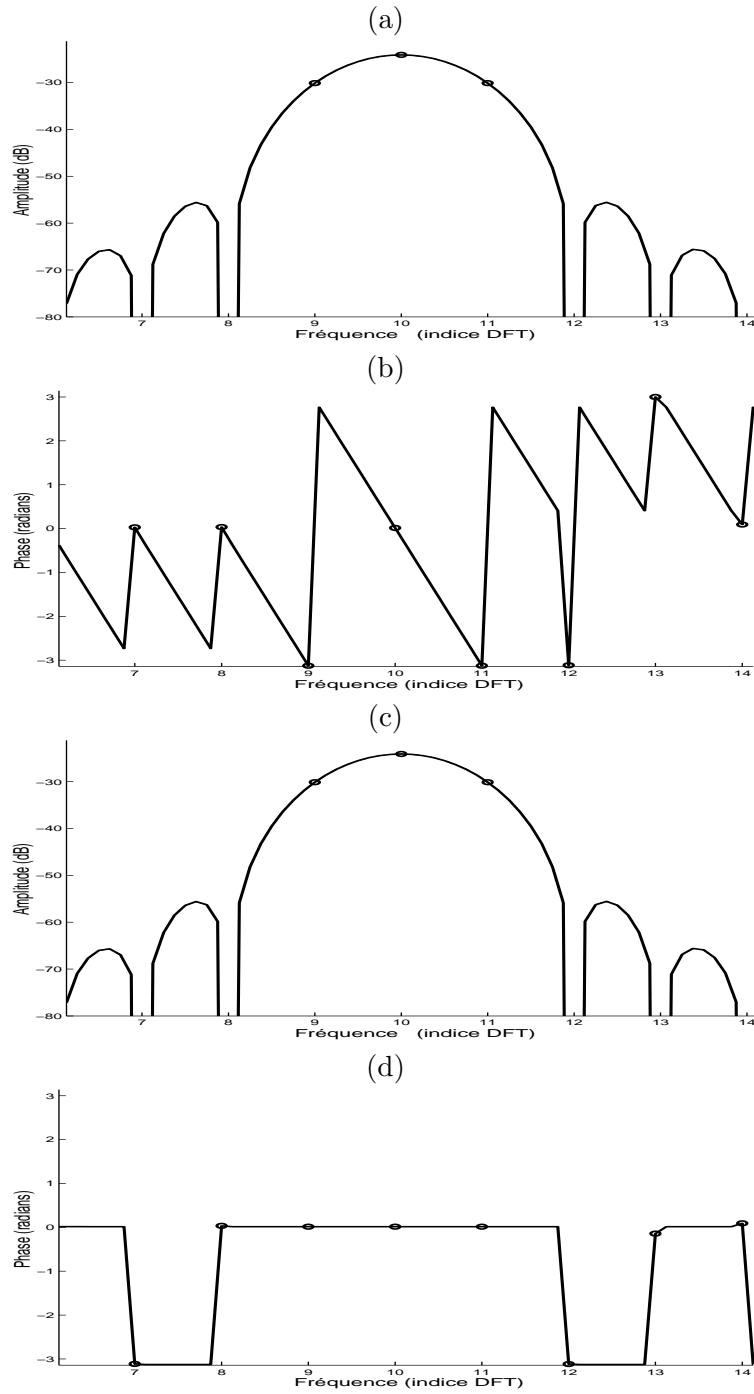 (a)
Amplitude (dB)
−30
−40
−50
−60
−70
−80
7 8 9 10 11 12 13 14
Fréquence (indice DFT)
(b)
Phase (radians)
3
2
1
0
−1
−2
−3
7 8 9 10 11 12 13 14
Fréquence (indice DFT)
(c)
Amplitude (dB)
−30
−40
−50
−60
−70
−80
7 8 9 10 11 12 13 14
Fréquence (indice DFT)
(d)
Phase (radians)
3
2
1
0
−1
−2
−3
7 8 9 10 11 12 13 14
Fréquence (indice DFT)